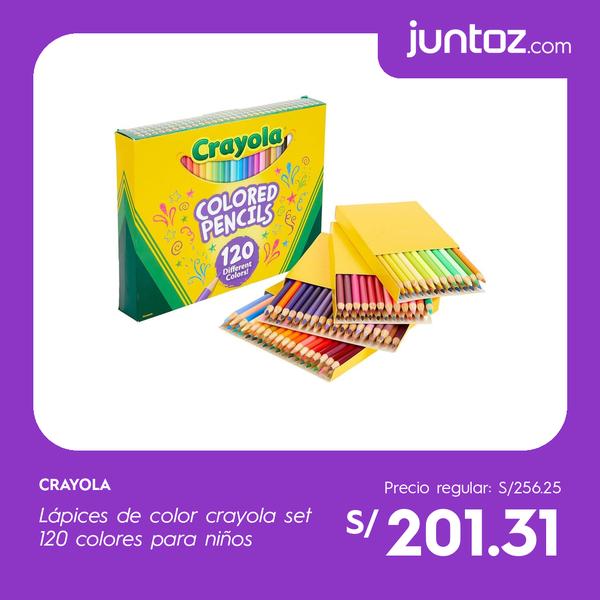 juntoz.com
Crayola
COLORED
PENCILS
120
Different
Colors!
CRAYOLA
Lápices de color crayola set
120 colores para niños
Precio regular: S/256.25
S/ 201.31